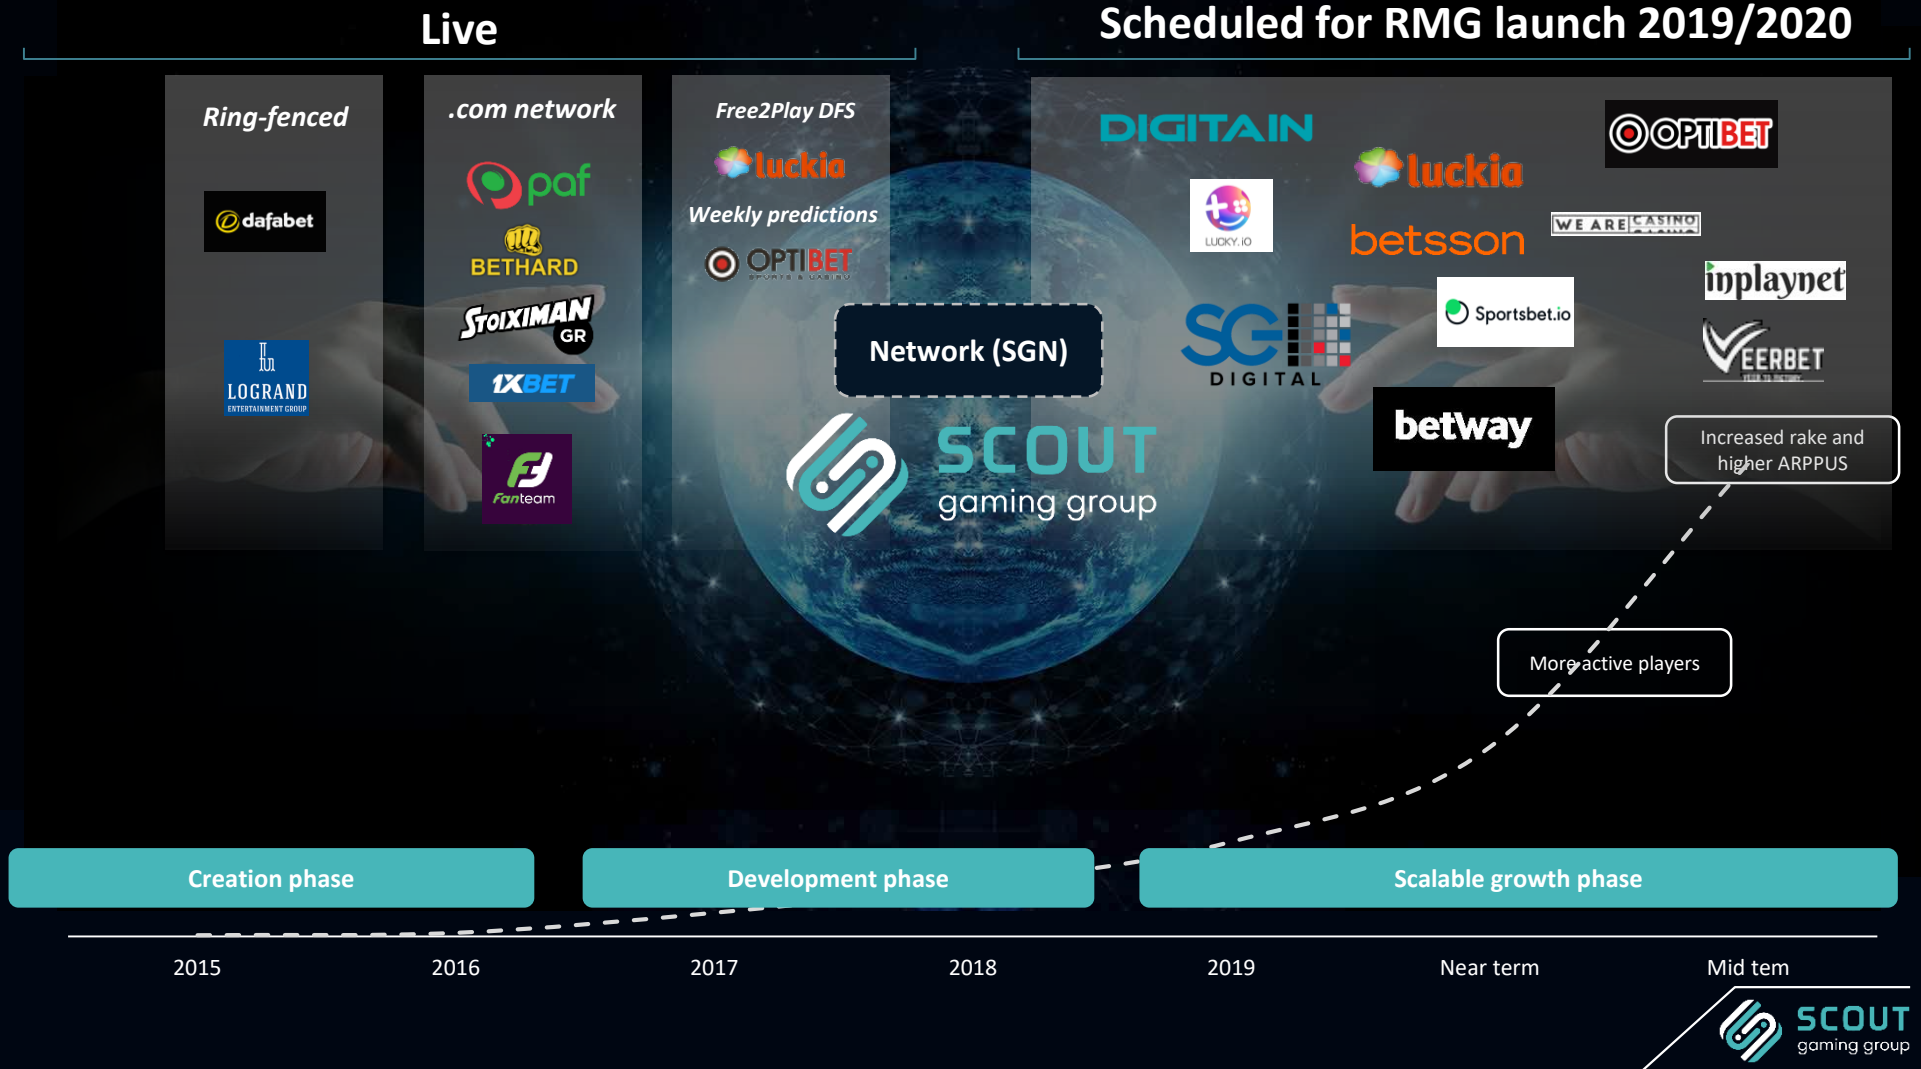 Live
Scheduled for RMG launch 2019/2020
Ring-fenced
dafabet
LOGRAND
ENTERTAINMENT GROUP
.com network
paf
BETHARD
STOIXIMAN
GR
1XBET
Fanteam
Free2Play DFS
luckia
Weekly predictions
OPTIBET
SPORTS & CASINO
Network (SGN)
SCOUT
gaming group
DIGITAIN
LUCKY.iO
luckia
betsson
OPTIBET
WE ARE CASINO
inplaynet
Sportsbet.io
SG
DIGITAL
VEERBET
betway
Increased rake and
higher ARPPUS
More active players
Creation phase
Development phase
Scalable growth phase
2015
2016
2017
2018
2019
Near term
Mid tem
SCOUT
gaming group